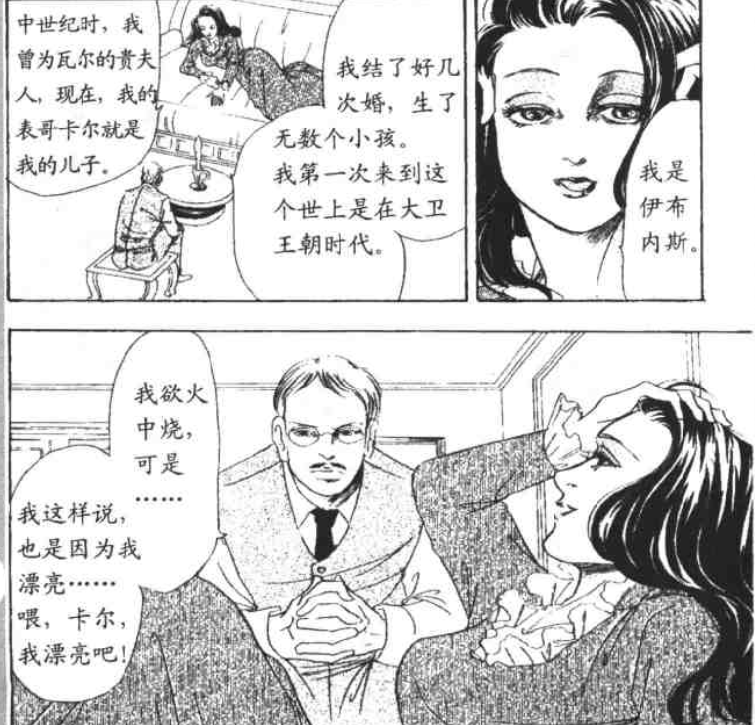 我是
伊布
内斯。
我结了好几
次婚，生了
无数个小孩。
我第一次来到这
个世上是在大卫
王朝时代。
中世纪时，我
曾为瓦尔的贵夫
人，现在，我的
表哥卡尔就是
我的儿子。
我欲火
中烧，
可是
……
我这样说，
也是因为我
漂亮……
喂，卡尔，
我漂亮吧！